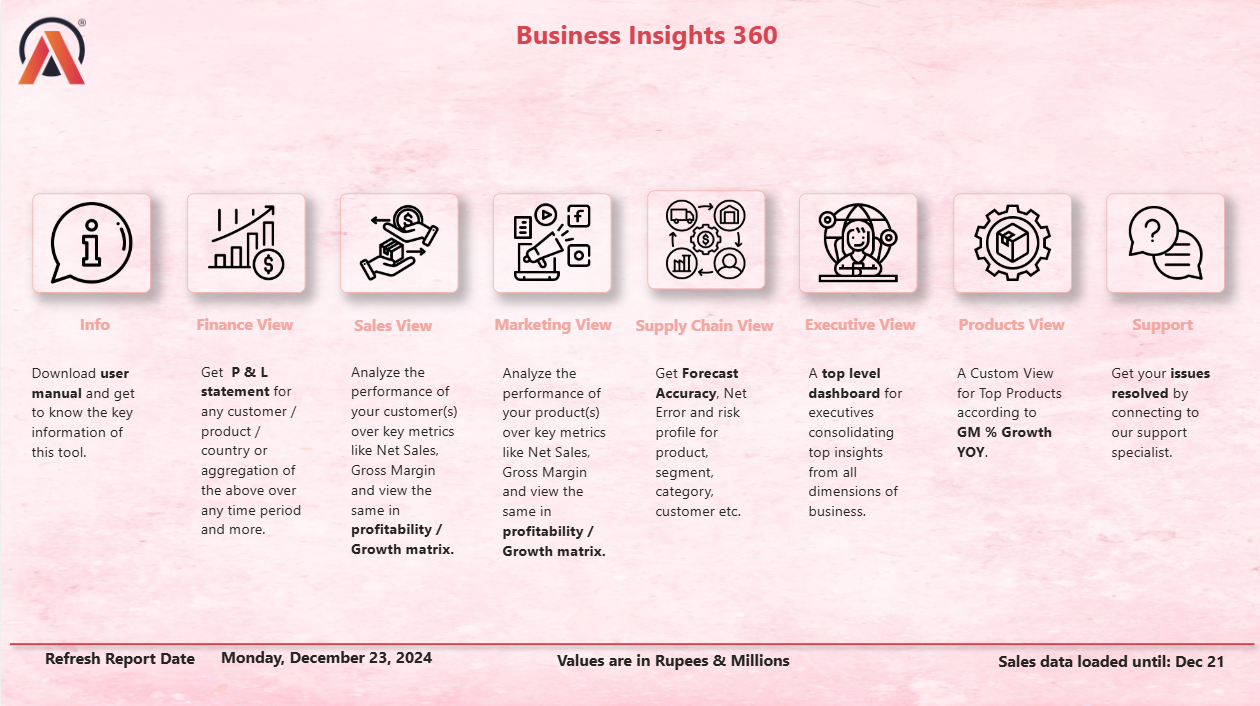 ®
Business Insights 360
Info
Download user
manual and get
to know the key
information of
this tool.
Finance View
Get  P & L
statement for
any customer /
product /
country or
aggregation of
the above over
any time period
and more.
Sales View
Analyze the
performance of
your customer(s)
over key metrics
like Net Sales,
Gross Margin
and view the
same in
profitability /
Growth matrix.
Marketing View
Analyze the
performance of
your product(s)
over key metrics
like Net Sales,
Gross Margin
and view the
same in
profitability /
Growth matrix.
Supply Chain View
Get Forecast
Accuracy, Net
Error and risk
profile for
product,
segment,
category,
customer etc.
Executive View
A top level
dashboard for
executives
consolidating
top insights
from all
dimensions of
business.
Products View
A Custom View
for Top Products
according to
GM % Growth
YOY.
Support
Get your issues
resolved by
connecting to
our support
specialist.
Refresh Report Date
Monday, December 23, 2024
Values are in Rupees & Millions
Sales data loaded until: Dec 21